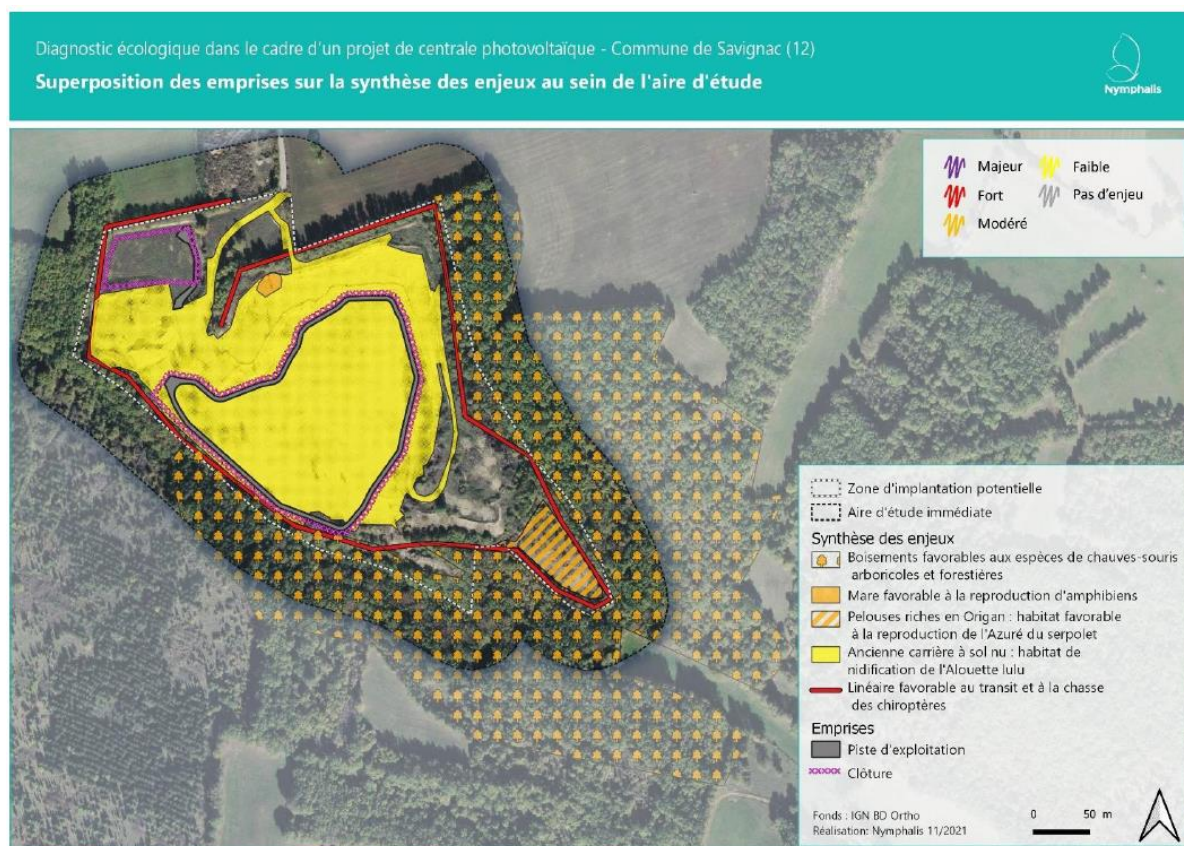 Diagnostic écologique dans le cadre d'un projet de centrale photovoltaïque - Commune de Savignac (12)
Superposition des emprises sur la synthèse des enjeux au sein de l'aire d'étude
Nymphalis
Majeur
Faible
Fort
Pas d'enjeu
Modéré
Zone d'implantation potentielle
Aire d'étude immédiate
Synthèse des enjeux
Boisements favorables aux espèces de chauves-souris
arboricoles et forestières
Mare favorable à la reproduction d'amphibiens
Pelouses riches en Origan : habitat favorable
à la reproduction de l'Azuré du serpolet
Ancienne carrière à sol nu : habitat de
nidification de l'Alouette lulu
Linéaire favorable au transit et à la chasse
des chiroptères
Emprises
Piste d'exploitation
Clôture
Fonds : IGN BD Ortho
Réalisation: Nymphalis 11/2021
0 50 m